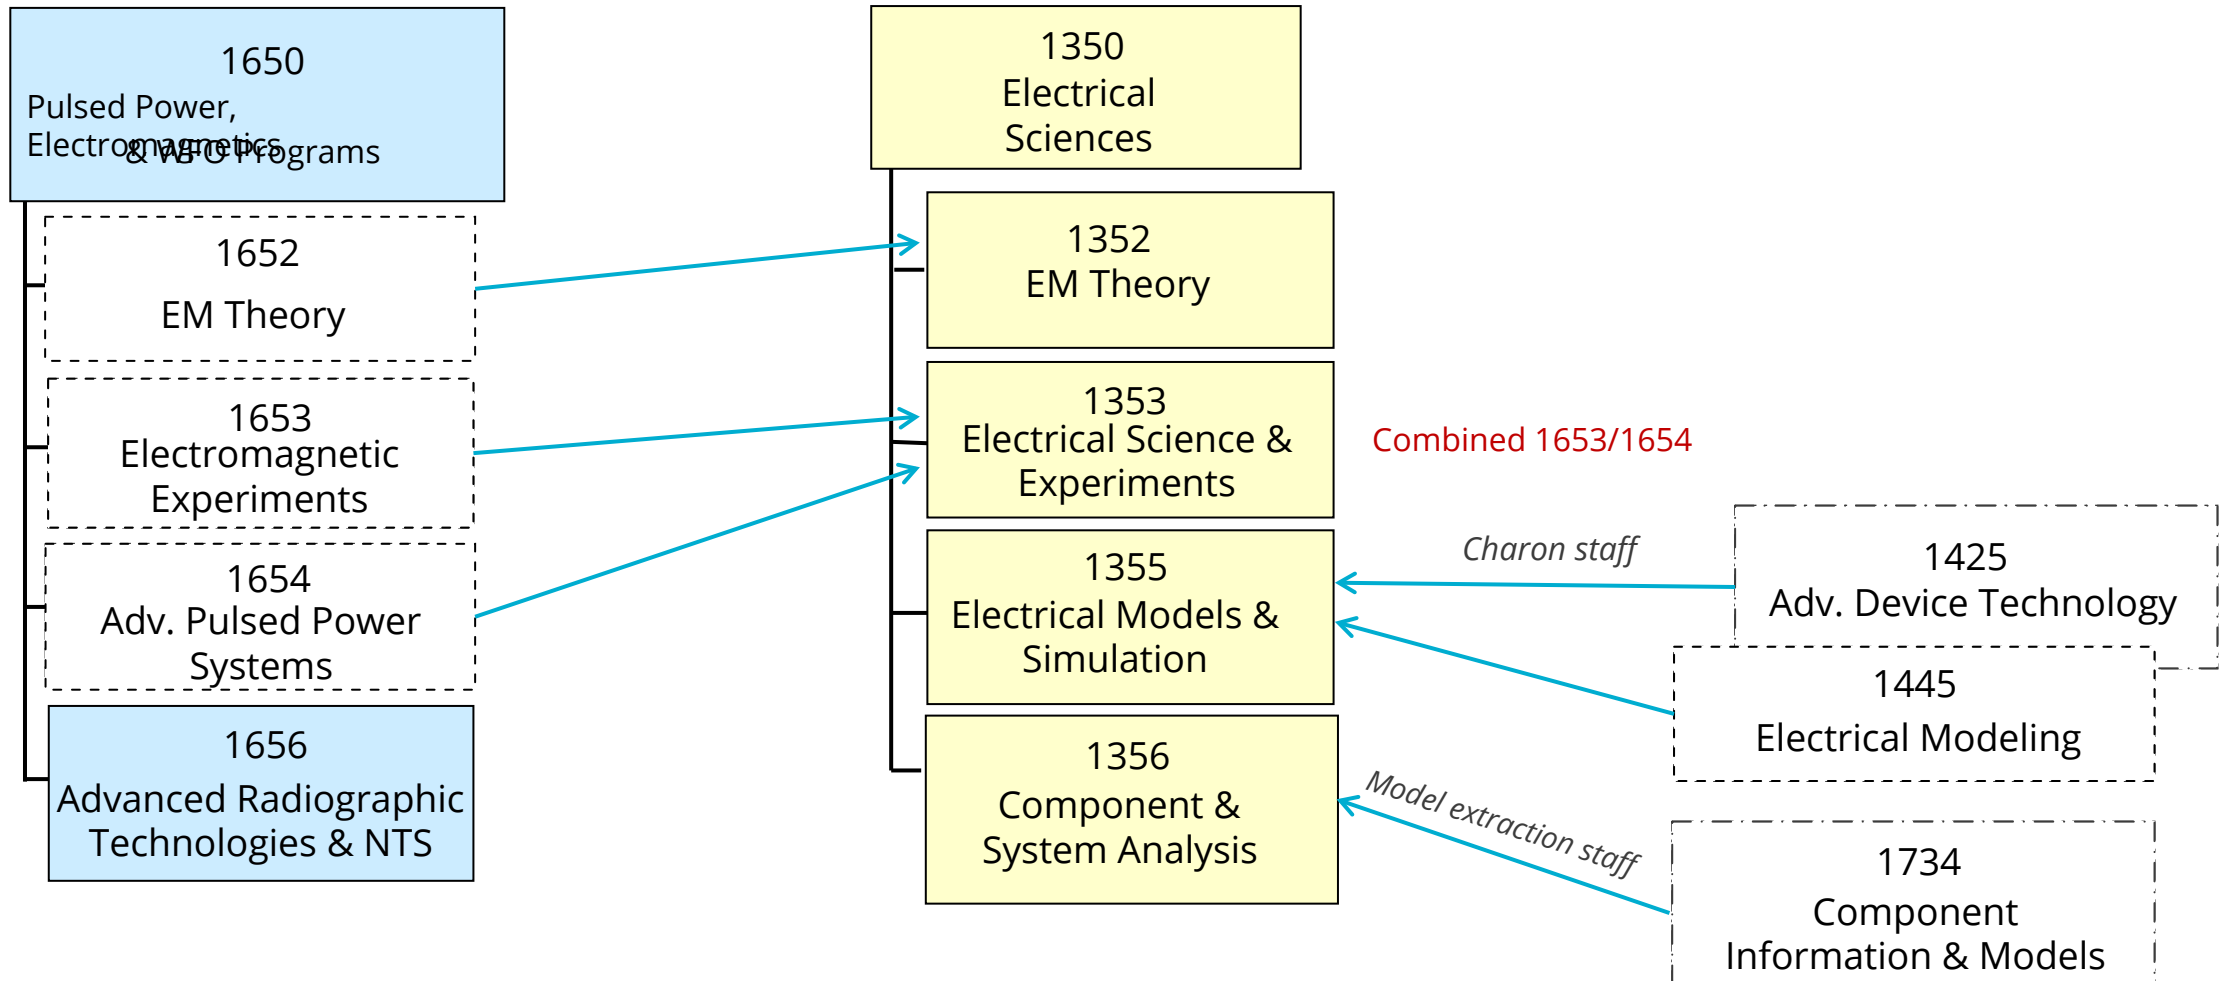 1650
Pulsed Power,
Electromagnetics
& WFO Programs
1652
EM Theory
1653
Electromagnetic
Experiments
1654
Adv. Pulsed Power
Systems
1656
Advanced Radiographic
Technologies & NTS
1350
Electrical
Sciences
1352
EM Theory
1353
Electrical Science &
Experiments
1355
Electrical Models &
Simulation
1356
Component &
System Analysis
Combined 1653/1654
Charon staff
Model extraction staff
1425
Adv. Device Technology
1445
Electrical Modeling
1734
Component
Information & Models